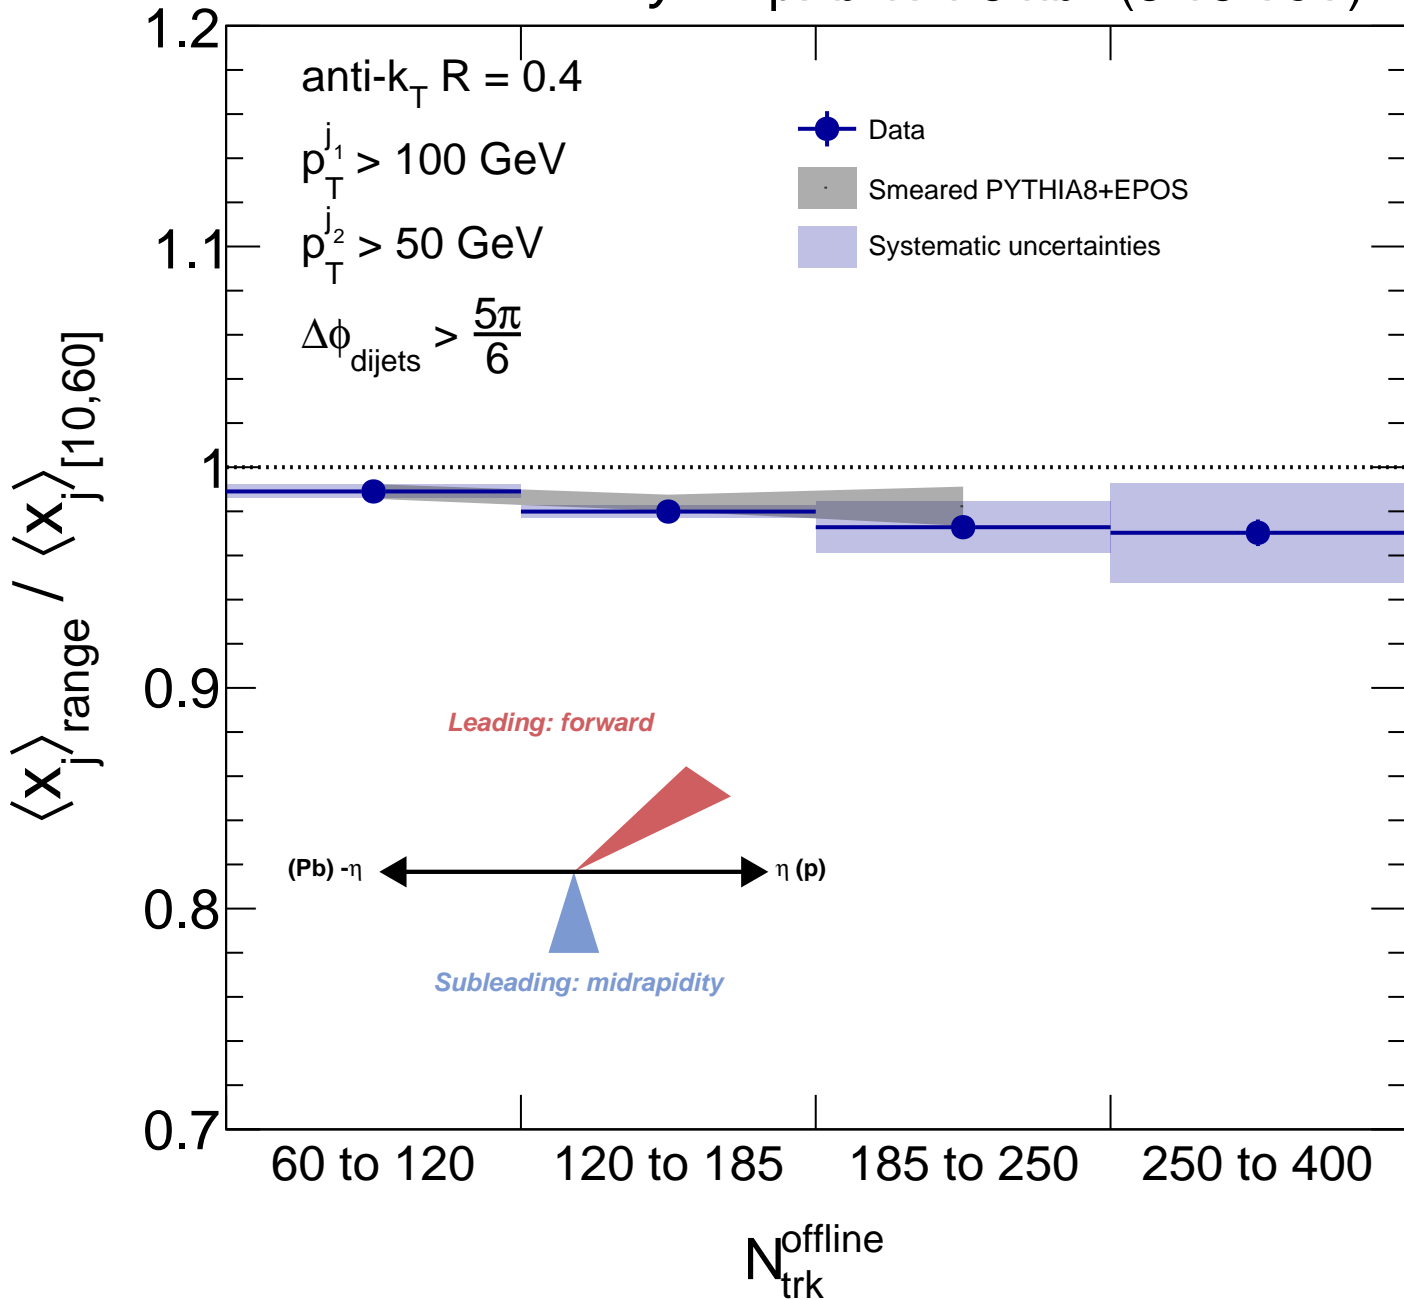 1.2
anti-k_T R = 0.4
p_T^{j_1} > 100 GeV
p_T^{j_2} > 50 GeV
Δϕ_dijets > 5π/6
Data
Smeared PYTHIA8+EPOS
Systematic uncertainties
1.1
1
0.9
0.8
0.7
⟨x_j⟩_range / ⟨x_j⟩_[10,60]
Leading: forward
(Pb) -η
η (p)
Subleading: midrapidity
60 to 120
120 to 185
185 to 250
250 to 400
N_trk^offline